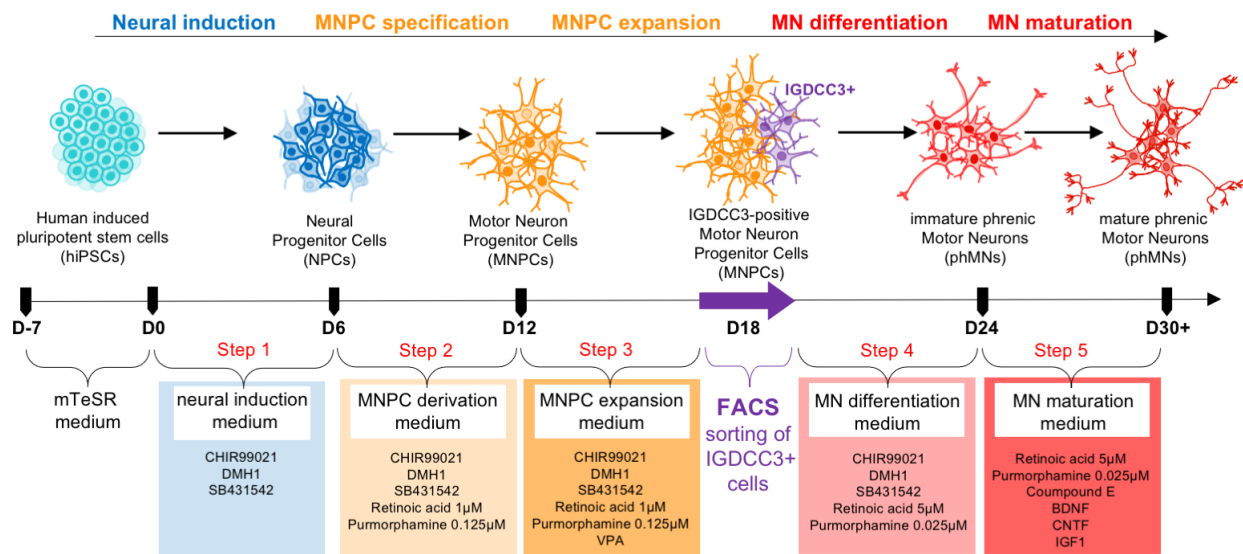 Neural induction
MNPC specification
MNPC expansion
MN differentiation
MN maturation
IGDCC3+
Human induced
pluripotent stem cells
(hiPSCs)
Neural
Progenitor Cells
(NPCs)
Motor Neuron
Progenitor Cells
(MNPCs)
IGDCC3-positive
Motor Neuron
Progenitor Cells
(MNPCs)
immature phrenic
Motor Neurons
(phMNs)
mature phrenic
Motor Neurons
(phMNs)
D-7
D0
D6
D12
D18
D24
D30+
mTeSR
medium
Step 1
neural induction
medium
CHIR99021
DMH1
SB431542
Step 2
MNPC derivation
medium
CHIR99021
DMH1
SB431542
Retinoic acid 1µM
Purmorphamine 0.125µM
Step 3
MNPC expansion
medium
CHIR99021
DMH1
SB431542
Retinoic acid 1µM
Purmorphamine 0.125µM
VPA
FACS
sorting of
IGDCC3+
cells
Step 4
MN differentiation
medium
CHIR99021
DMH1
SB431542
Retinoic acid 5µM
Purmorphamine 0.025µM
Step 5
MN maturation
medium
Retinoic acid 5µM
Purmorphamine 0.025µM
Coumpound E
BDNF
CNTF
IGF1